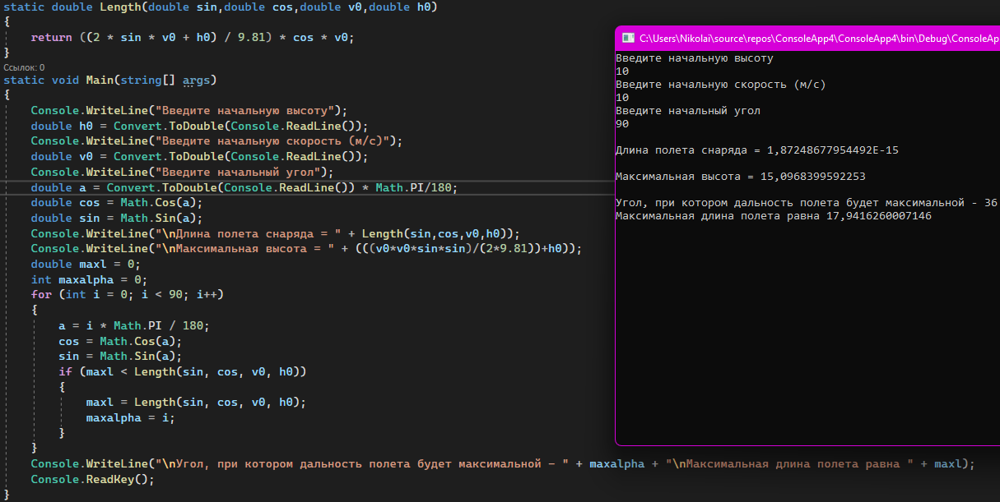 static double Length(double sin,double cos,double v0,double h0)
{
return ((2 * sin * v0 + h0) / 9.81) * cos * v0;
}
Ссылок: 0
static void Main(string[] args)
{
Console.WriteLine("Введите начальную высоту");
double h0 = Convert.ToDouble(Console.ReadLine());
Console.WriteLine("Введите начальную скорость (м/с)");
double v0 = Convert.ToDouble(Console.ReadLine());
Console.WriteLine("Введите начальный угол");
double a = Convert.ToDouble(Console.ReadLine()) * Math.PI/180;
double cos = Math.Cos(a);
double sin = Math.Sin(a);
Console.WriteLine("\nДлина полета снаряда = " + Length(sin,cos,v0,h0));
Console.WriteLine("\nМаксимальная высота = " + (((v0*v0*sin*sin)/(2*9.81))+h0));
double maxl = 0;
int maxalpha = 0;
for (int i = 0; i < 90; i++)
{
a = i * Math.PI / 180;
cos = Math.Cos(a);
sin = Math.Sin(a);
if (maxl < Length(sin, cos, v0, h0))
{
maxl = Length(sin, cos, v0, h0);
maxalpha = i;
}
}
Console.WriteLine("\nУгол, при котором дальность полета будет максимальной - " + maxalpha + "\nМаксимальная длина полета равна " + maxl);
Console.ReadKey();
}
C:\Users\Nikolai\source\repos\ConsoleApp4\ConsoleApp4\bin\Debug\ConsoleAp
Введите начальную высоту
10
Введите начальную скорость (м/с)
10
Введите начальный угол
90
Длина полета снаряда = 1,87248677954492E-15
Максимальная высота = 15,0968399592253
Угол, при котором дальность полета будет максимальной - 36
Максимальная длина полета равна 17,9416260007146